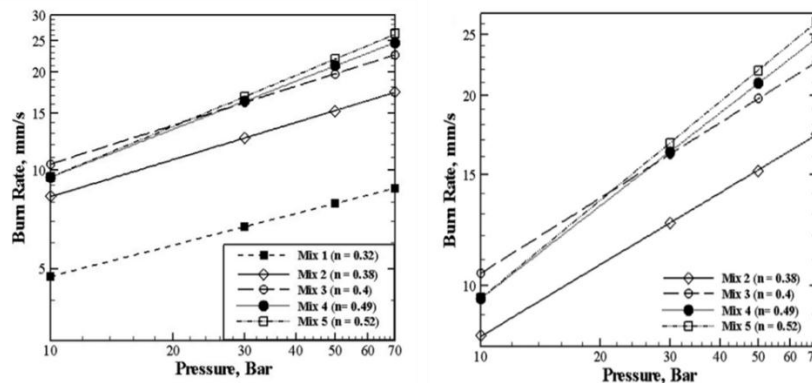 30
25
20
15
10
5
Burn Rate, mm/s
Mix 1 (n = 0.32)
Mix 2 (n = 0.38)
Mix 3 (n = 0.4)
Mix 4 (n= 0.49)
Mix 5 (n = 0.52)
10 20 30 40 50 60 70
Pressure, Bar
25
20
15
10
Burn Rate, mm/s
Mix 2 (n = 0.38)
Mix 3 (n = 0.4)
Mix 4 (n= 0.49)
Mix 5 (n = 0.52)
10 20 30 40 50 60 7
Pressure, Bar